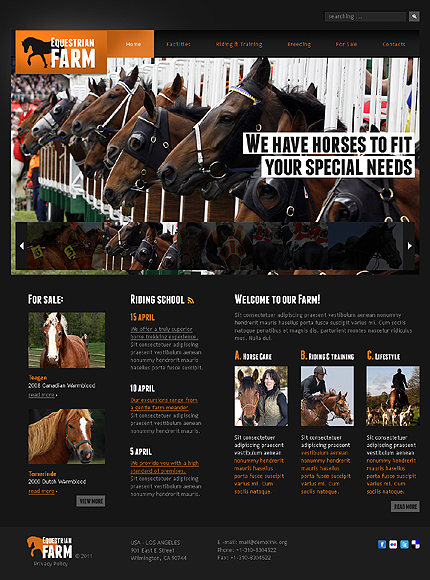 searching ...
EQUESTRIAN
FARM
Home
Facilities
Riding & Training
Breeding
For Sale
Contacts
WE HAVE HORSES TO FIT
YOUR SPECIAL NEEDS
FOR SALE:
Teagan
2008 Canadian Warmblood
read more
2000 Dutch Warmblood
read more
VIEW MORE
RIDING SCHOOL
15 APRIL
We offer a truly superior
horse trekking experience.
Sit consectetuer adipiscing
praesent vestibulum aenean
nonummy hendrerit mauris.
10 APRIL
Our excursions range from
a gentle farm meander.
Sit consectetuer adipiscing
praesent vestibulum aenean
nonummy hendrerit mauris.
5 APRIL
We provide you with a high
standard of premises.
Sit consectetuer adipiscing
praesent vestibulum aenean
nonummy hendrerit mauris.
WELCOME TO OUR FARM!
Sit consectetuer adipiscing praesent vestibulum aenean nonummy
hendrerit mauris hasellus porta fusce suscipit varius mi. Cum sociis
natoque penatibus et magnis dis. parturient montes nascetur ridiculus
mus. Nulla dui.
A. HORSE CARE
B. RIDING & TRAINING
C. LIFESTYLE
Sit consectetuer
adipiscing praesent
vestibulum aenean
nonummy hendrerit
mauris hasellus
porta fusce suscipit
varius mi. Cum
sociis natoque.
Sit consectetuer
adipiscing praesent
vestibulum aenean
nonummy hendrerit
mauris hasellus
porta fusce suscipit
varius mi. Cum
sociis natoque.
Sit consectetuer
adipiscing praesent
vestibulum aenean
nonummy hendrerit
mauris hasellus
porta fusce suscipit
varius mi. Cum
sociis natoque.
READ MORE
EQUESTRIAN
FARM
© 2011
Privacy Policy
USA - LOS ANGELES
901 East E Street
Wilmington, CA 90744
E-mail: mail@demolink.org
Phone: +1-310-8304522
Fax: +1-310-8304522